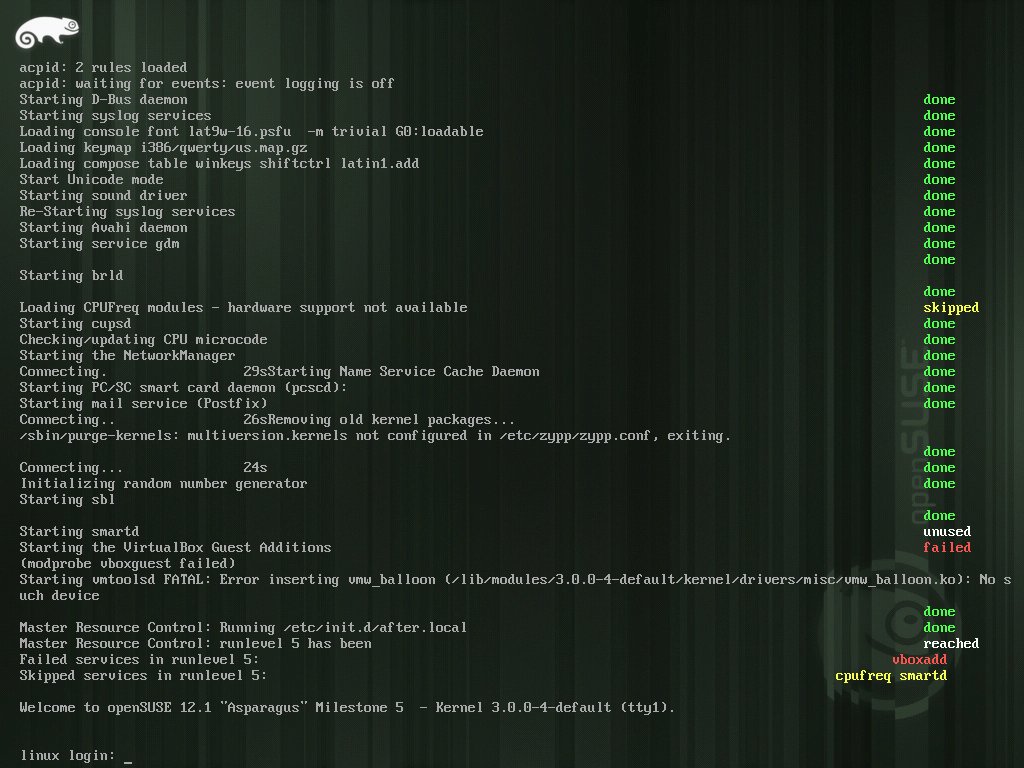 acpid: 2 rules loaded
acpid: waiting for events: event logging is off
Starting D-Bus daemon done
Starting syslog services done
Loading console font lat9w-16.psfu  -m trivial G0:loadable done
Loading keymap i386/qwerty/us.map.gz done
Loading compose table winkeys shiftctrl latin1.add done
Start Unicode mode done
Starting sound driver done
Re-Starting syslog services done
Starting Avahi daemon done
Starting service gdm done
done
Starting brld
done
Loading CPUFreq modules - hardware support not available skipped
Starting cupsd done
Checking/updating CPU microcode done
Starting the NetworkManager done
Connecting. 29sStarting Name Service Cache Daemon done
Starting PC/SC smart card daemon (pcscd): done
Starting mail service (Postfix) done
Connecting.. 26sRemoving old kernel packages...
/sbin/purge-kernels: multiversion.kernels not configured in /etc/zypp/zypp.conf, exiting.
done
Connecting... 24s done
Initializing random number generator done
Starting sbl
done
Starting smartd unused
Starting the VirtualBox Guest Additions failed
(modprobe vboxguest failed)
Starting vmtoolsd FATAL: Error inserting vmw_balloon (/lib/modules/3.0.0-4-default/kernel/drivers/misc/vmw_balloon.ko): No s
uch device
done
Master Resource Control: Running /etc/init.d/after.local done
Master Resource Control: runlevel 5 has been reached
Failed services in runlevel 5: vboxadd
Skipped services in runlevel 5: cpufreq smartd
Welcome to openSUSE 12.1 "Asparagus" Milestone 5  - Kernel 3.0.0-4-default (tty1).
linux login: _
openSUSE